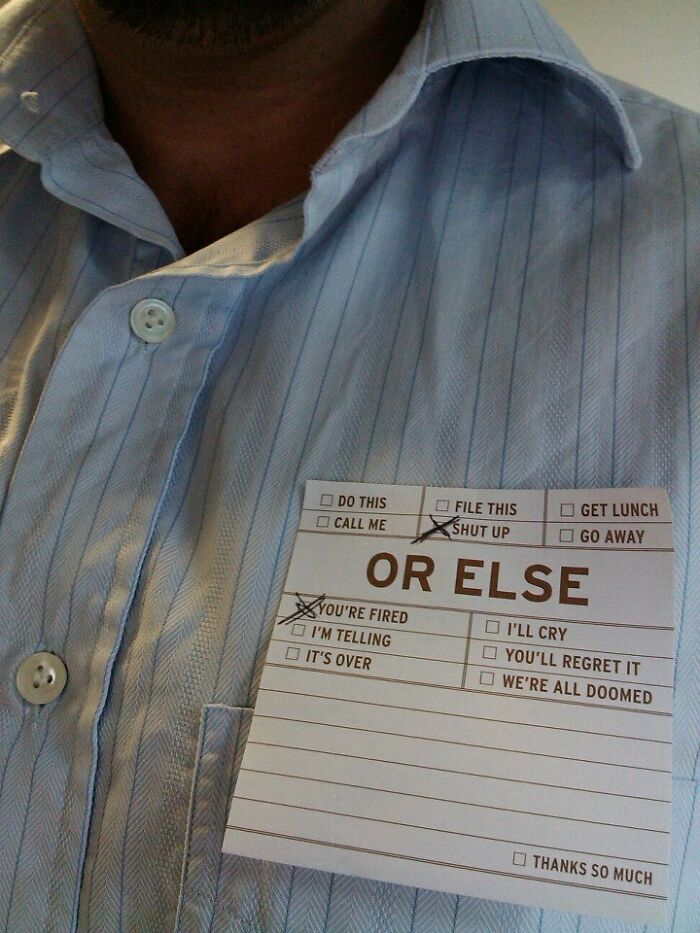 DO THIS FILE THIS GET LUNCH
CALL ME SHUT UP GO AWAY
OR ELSE
YOU'RE FIRED I'LL CRY
I'M TELLING YOU'LL REGRET IT
IT'S OVER WE'RE ALL DOOMED
THANKS SO MUCH